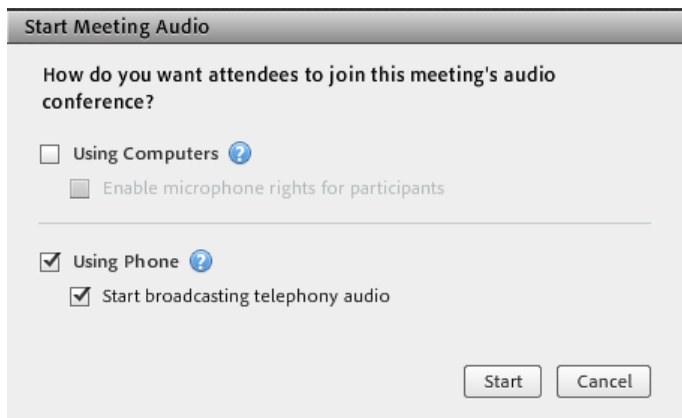 Start Meeting Audio
How do you want attendees to join this meeting's audio
conference?
Using Computers ?
Enable microphone rights for participants
Using Phone ?
Start broadcasting telephony audio
Start Cancel